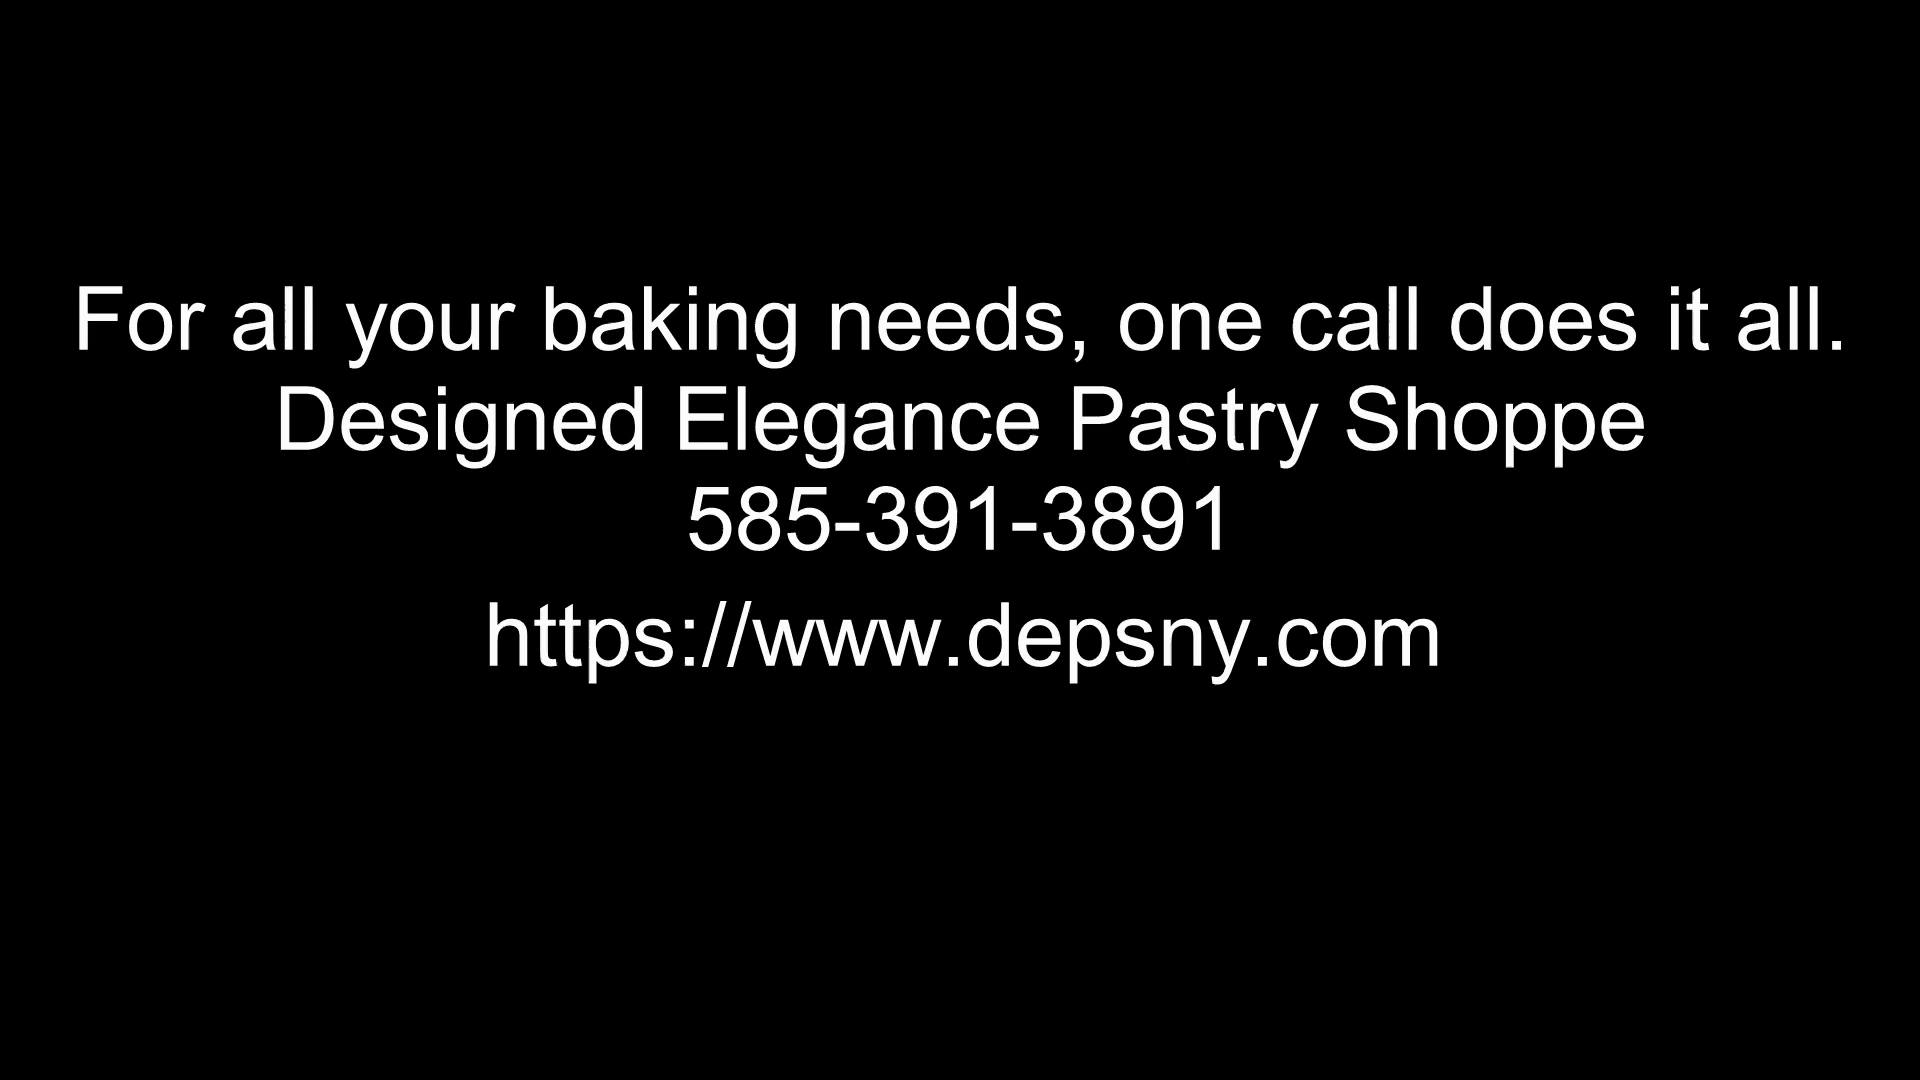 For all your baking needs, one call does it all.
Designed Elegance Pastry Shoppe
585-391-3891
https://www.depsny.com